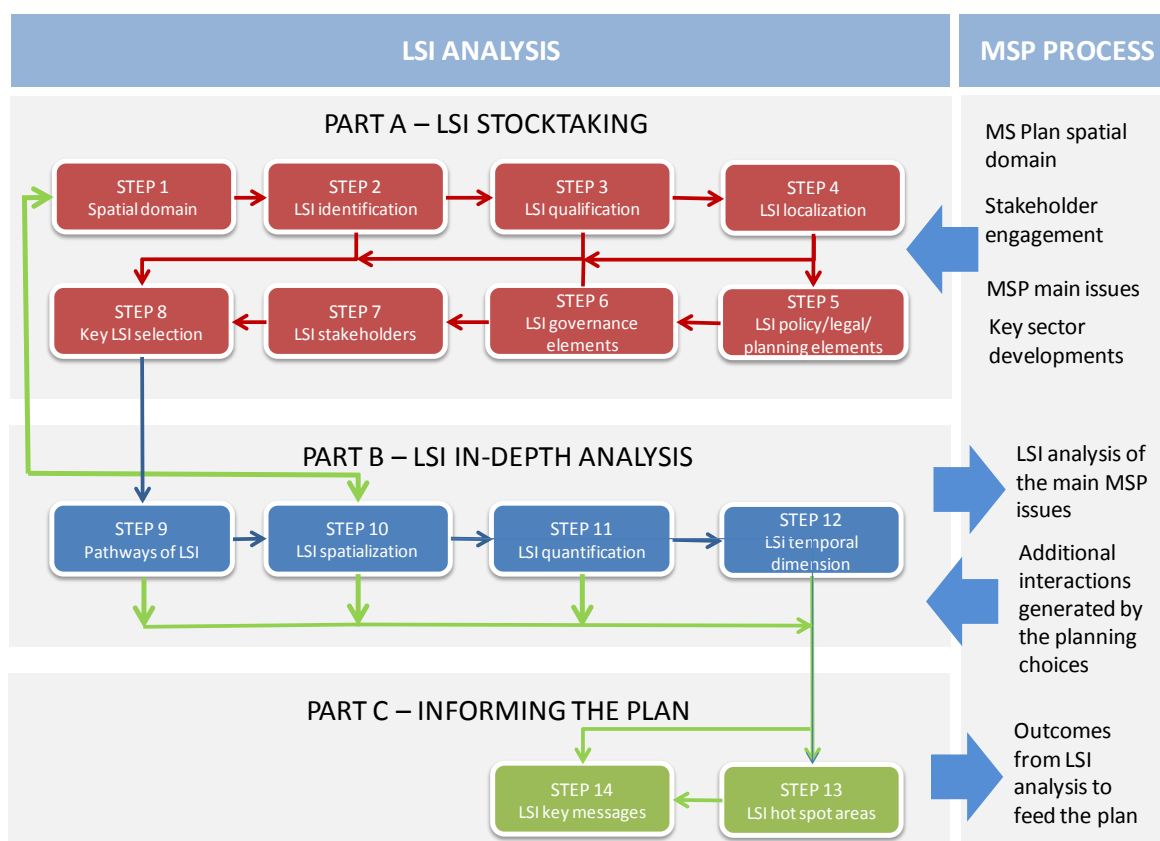 LSI ANALYSIS
MSP PROCESS
PART A – LSI STOCKTAKING
STEP 1
Spatial domain
STEP 2
LSI identification
STEP 3
LSI qualification
STEP 4
LSI localization
STEP 8
Key LSI selection
STEP 7
LSI stakeholders
STEP 6
LSI governance
elements
STEP 5
LSI policy/legal/
planning elements
MS Plan spatial
domain
Stakeholder
engagement
MSP main issues
Key sector
developments
PART B – LSI IN-DEPTH ANALYSIS
STEP 9
Pathways of LSI
STEP 10
LSI spatialization
STEP 11
LSI quantification
STEP 12
LSI temporal
dimension
LSI analysis of
the main MSP
issues
Additional
interactions
generated by
the planning
choices
PART C – INFORMING THE PLAN
STEP 14
LSI key messages
STEP 13
LSI hot spot areas
Outcomes
from LSI
analysis to
feed the plan